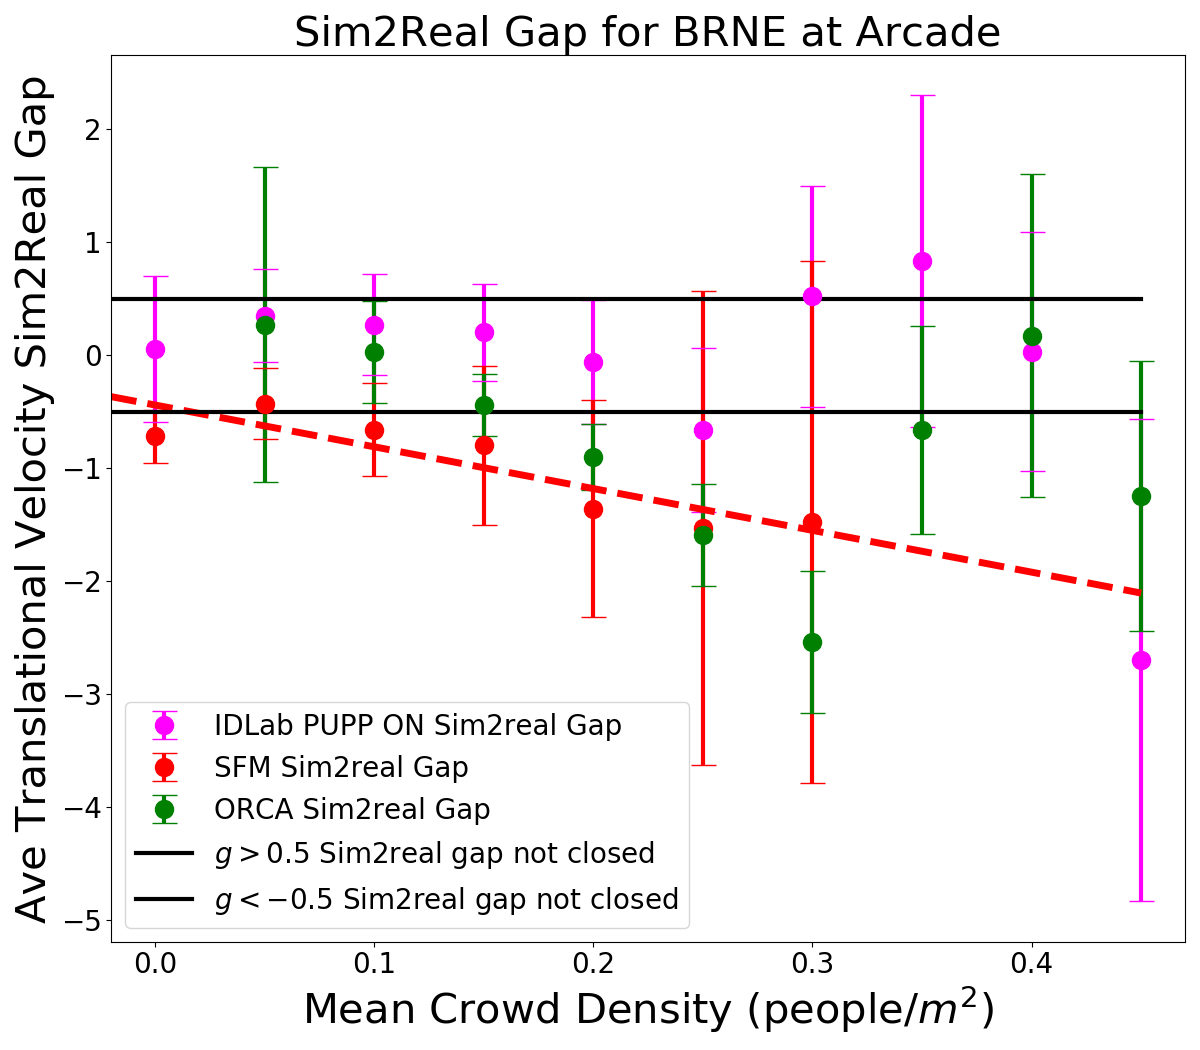 Sim2Real Gap for BRNE at Arcade
Ave Translational Velocity Sim2Real Gap
2
1
0
−1
−2
−3
−4
−5
IDLab PUPP ON Sim2real Gap
SFM Sim2real Gap
ORCA Sim2real Gap
g > 0.5 Sim2real gap not closed
g < −0.5 Sim2real gap not closed
0.0 0.1 0.2 0.3 0.4
Mean Crowd Density (people/m²)